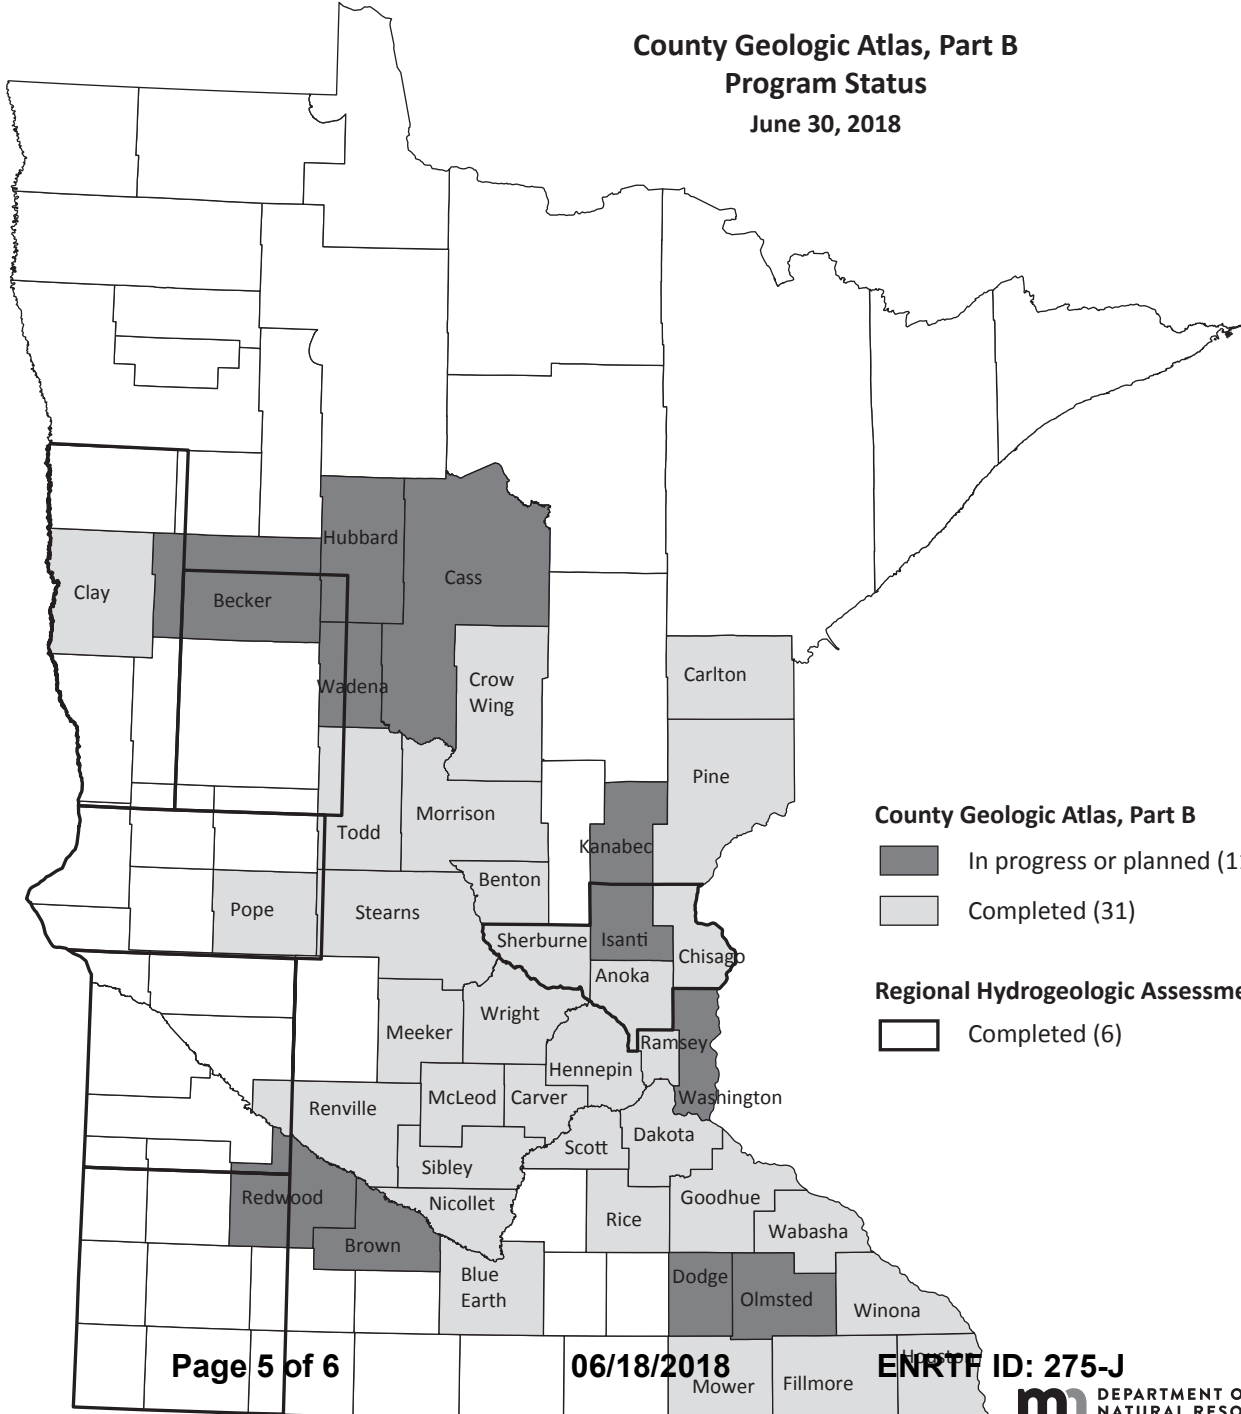 County Geologic Atlas, Part B
Program Status
June 30, 2018
Hubbard
Cass
Clay
Becker
Wadena
Crow
Wing
Carlton
Pine
Morrison
Todd
Kanabec
Benton
Pope
Stearns
Sherburne
Isanti
Chisago
Anoka
Wright
Meeker
Ramsey
Hennepin
Washington
McLeod
Carver
Renville
Dakota
Scott
Sibley
Redwood
Nicollet
Goodhue
Rice
Wabasha
Brown
Blue
Earth
Dodge
Olmsted
Winona
Houston
Mower
Fillmore
County Geologic Atlas, Part B
In progress or planned
Completed (31)
Regional Hydrogeologic
Completed (6)
Page 5 of 6
06/18/2018
ENRTF ID: 275-J
DEPARTMENT
NATURAL